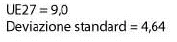 UE27 = 9,0
Deviazione standard = 4,64